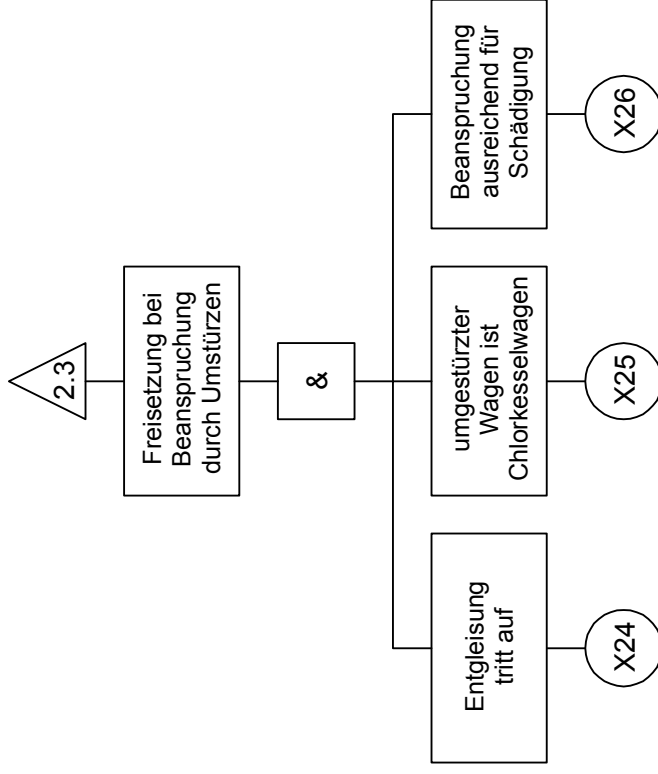 2.3
Freisetzung bei
Beanspruchung
durch Umstürzen
&
Entgleisung
tritt auf
umgestürzter
Wagen ist
Chlorkesselwagen
Beanspruchung
ausreichend für
Schädigung
X24
X25
X26